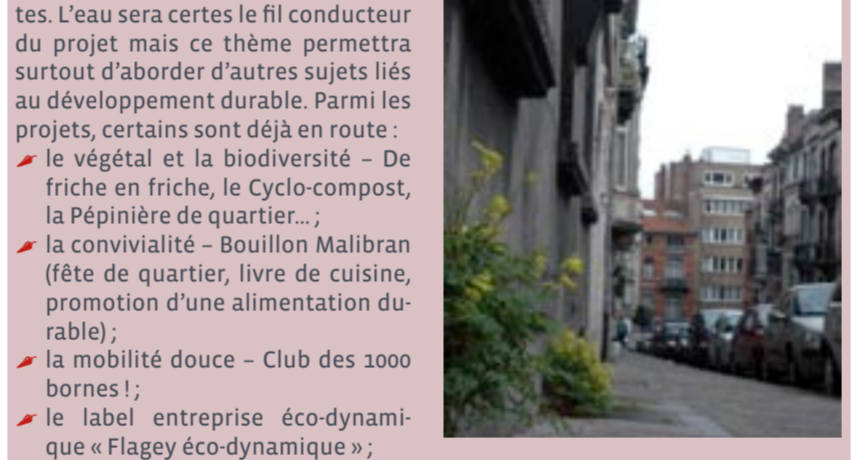 tes. L’eau sera certes le fil conducteur
du projet mais ce thème permettra
surtout d’aborder d’autres sujets liés
au développement durable. Parmi les
projets, certains sont déjà en route :
le végétal et la biodiversité – De
friche en friche, le Cyclo-compost,
la Pépinière de quartier... ;
la convivialité – Bouillon Malibran
(fête de quartier, livre de cuisine,
promotion d’une alimentation du-
rable) ;
la mobilité douce – Club des 1000
bornes ! ;
le label entreprise éco-dynami-
que « Flagey éco-dynamique » ;